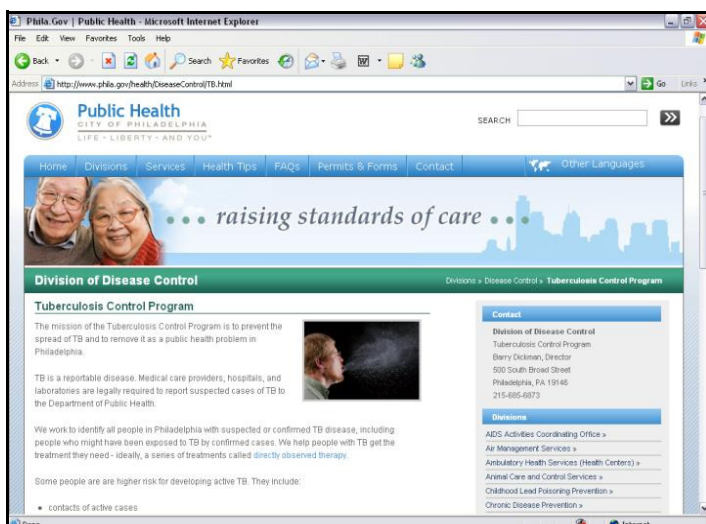 Phila.Gov | Public Health - Microsoft Internet Explorer
File Edit View Favorites Tools Help
Back Search Favorites
Address http://www.phila.gov/health/DiseaseControl/TB.html Go Links
Public Health
CITY OF PHILADELPHIA
LIFE - LIBERTY - AND YOU
SEARCH
Home Divisions Services Health Tips FAQs Permits & Forms Contact Other Languages
• • • raising standards of care • • •
Division of Disease Control
Divisions » Disease Control » Tuberculosis Control Program
Tuberculosis Control Program
The mission of the Tuberculosis Control Program is to prevent the
spread of TB and to remove it as a public health problem in
Philadelphia.
TB is a reportable disease. Medical care providers, hospitals, and
laboratories are legally required to report suspected cases of TB to
the Department of Public Health.
We work to identify all people in Philadelphia with suspected or confirmed TB disease, including
people who might have been exposed to TB by confirmed cases. We help people with TB get the
treatment they need - ideally, a series of treatments called directly observed therapy.
Some people are are higher risk for developing active TB. They include:
• contacts of active cases
Contact
Division of Disease Control
Tuberculosis Control Program
Barry Dickman, Director
500 South Broad Street
Philadelphia, PA 19146
215-685-6873
Divisions
AIDS Activities Coordinating Office »
Air Management Services »
Ambulatory Health Services (Health Centers) »
Animal Care and Control Services »
Childhood Lead Poisoning Prevention »
Chronic Disease Prevention »
Internet